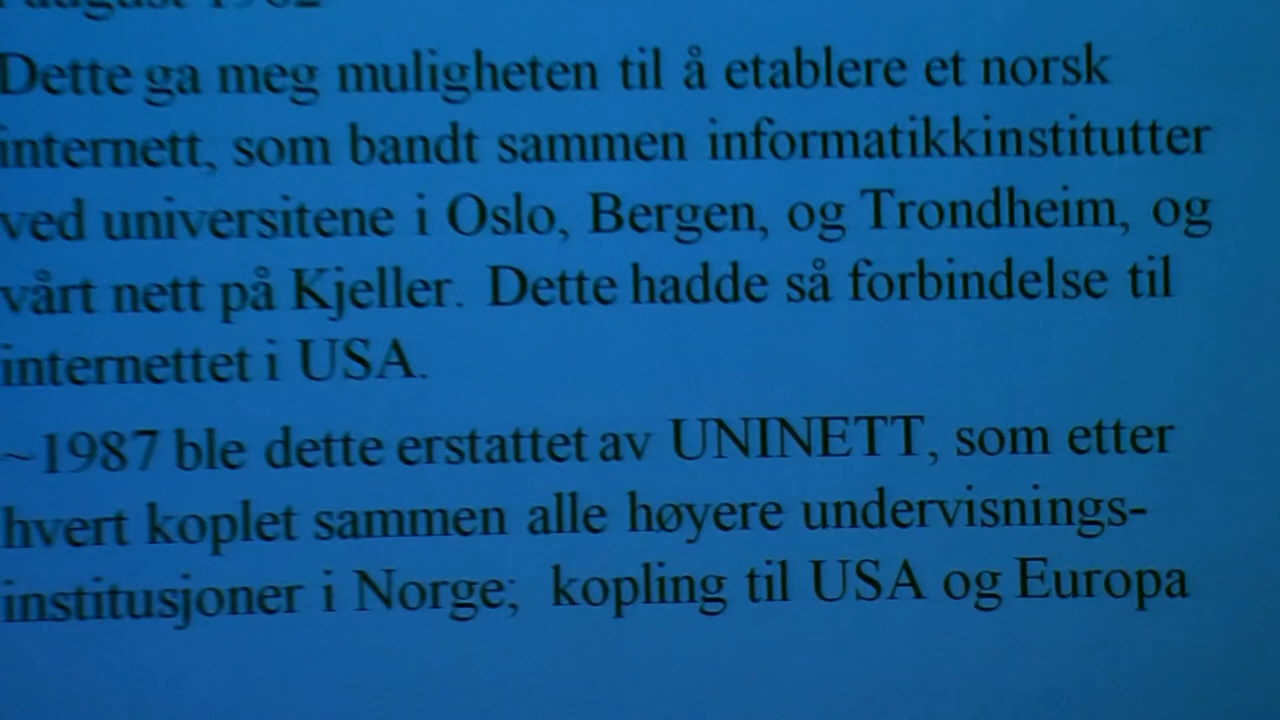 Dette ga meg muligheten til å etablere et norsk
internett, som bandt sammen informatikkinstitutter
ved universitene i Oslo, Bergen, og Trondheim, og
vårt nett på Kjeller. Dette hadde så forbindelse til
internettet i USA.
~1987 ble dette erstattet av UNINETT, som etter
hvert koplet sammen alle høyere undervisnings-
institusjoner i Norge; kopling til USA og Europa